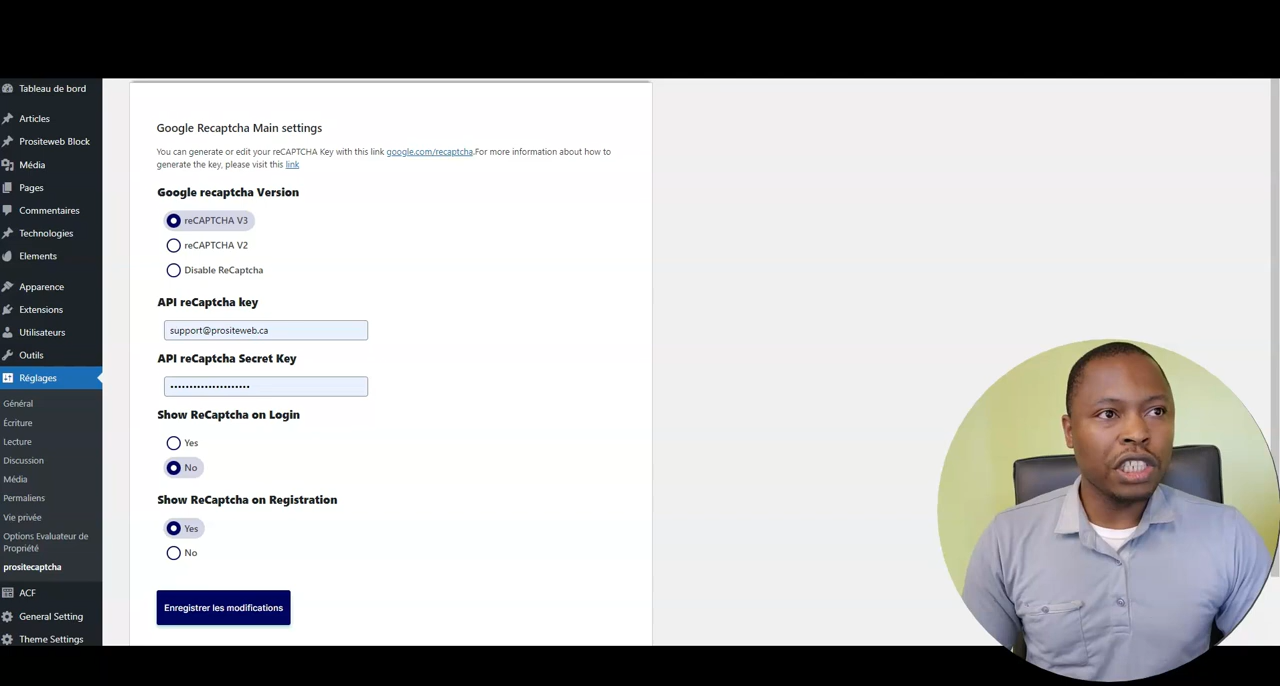 Tableau de bord
Articles
Prositeweb Block
Média
Pages
Commentaires
Technologies
Elements
Apparence
Extensions
Utilisateurs
Outils
Réglages
Général
Écriture
Lecture
Discussion
Média
Permaliens
Vie privée
Options Evaluateur de
Propriété
prositecaptcha
ACF
General Setting
Theme Settings
Google Recaptcha Main settings
You can generate or edit your reCAPTCHA Key with this link google.com/recaptcha.For more information about how to
generate the key, please visit this link
Google recaptcha Version
reCAPTCHA V3
reCAPTCHA V2
Disable ReCaptcha
API reCaptcha key
support@prositeweb.ca
API reCaptcha Secret Key
•••••••••••••••••••••
Show ReCaptcha on Login
Yes
No
Show ReCaptcha on Registration
Yes
No
Enregistrer les modifications